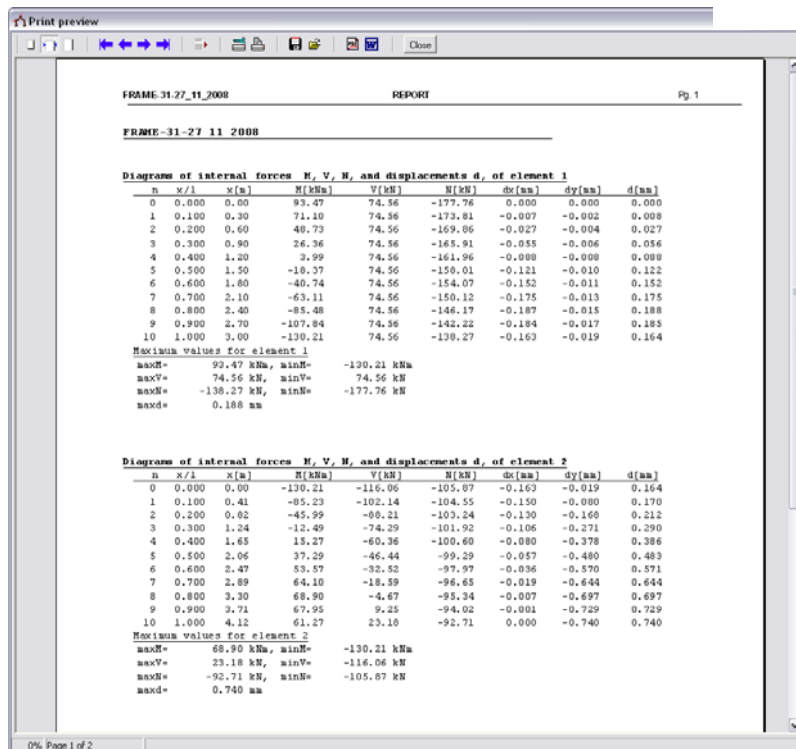 Print preview
Close
FRAME-31-27_11_2008 REPORT Pg. 1
FRAME-31-27 11 2008
Diagrams of internal forces M, V, N, and displacements d, of element 1
n x/l x[m] M[kNm] V[kN] N[kN] dx[mm] dy[mm] d[mm]
0 0.000 0.00 93.47 74.56 -177.76 0.000 0.000 0.000
1 0.100 0.30 71.10 74.56 -173.81 -0.007 -0.002 0.008
2 0.200 0.60 48.73 74.56 -169.86 -0.027 -0.004 0.027
3 0.300 0.90 26.36 74.56 -165.91 -0.055 -0.006 0.056
4 0.400 1.20 3.99 74.56 -161.96 -0.088 -0.008 0.088
5 0.500 1.50 -18.37 74.56 -158.01 -0.121 -0.010 0.122
6 0.600 1.80 -40.74 74.56 -154.07 -0.152 -0.011 0.152
7 0.700 2.10 -63.11 74.56 -150.12 -0.175 -0.013 0.175
8 0.800 2.40 -85.48 74.56 -146.17 -0.187 -0.015 0.188
9 0.900 2.70 -107.84 74.56 -142.22 -0.184 -0.017 0.185
10 1.000 3.00 -130.21 74.56 -138.27 -0.163 -0.019 0.164
Maximum values for element 1
maxM= 93.47 kNm, minM= -130.21 kNm
maxV= 74.56 kN, minV= 74.56 kN
maxN= -138.27 kN, minN= -177.76 kN
maxd= 0.188 mm
Diagrams of internal forces M, V, N, and displacements d, of element 2
n x/l x[m] M[kNm] V[kN] N[kN] dx[mm] dy[mm] d[mm]
0 0.000 0.00 -130.21 -116.06 -105.87 -0.163 -0.019 0.164
1 0.100 0.41 -85.23 -102.14 -104.55 -0.150 -0.080 0.170
2 0.200 0.82 -45.99 -88.21 -103.24 -0.130 -0.168 0.212
3 0.300 1.24 -12.49 -74.29 -101.92 -0.106 -0.271 0.290
4 0.400 1.65 15.27 -60.36 -100.60 -0.080 -0.378 0.386
5 0.500 2.06 37.29 -46.44 -99.29 -0.057 -0.480 0.483
6 0.600 2.47 53.57 -32.52 -97.97 -0.036 -0.570 0.571
7 0.700 2.89 64.10 -18.59 -96.65 -0.019 -0.644 0.644
8 0.800 3.30 68.90 -4.67 -95.34 -0.007 -0.697 0.697
9 0.900 3.71 67.95 9.25 -94.02 -0.001 -0.729 0.729
10 1.000 4.12 61.27 23.18 -92.71 0.000 -0.740 0.740
Maximum values for element 2
maxM= 68.90 kNm, minM= -130.21 kNm
maxV= 23.18 kN, minV= -116.06 kN
maxN= -92.71 kN, minN= -105.87 kN
maxd= 0.740 mm
0% Page 1 of 2